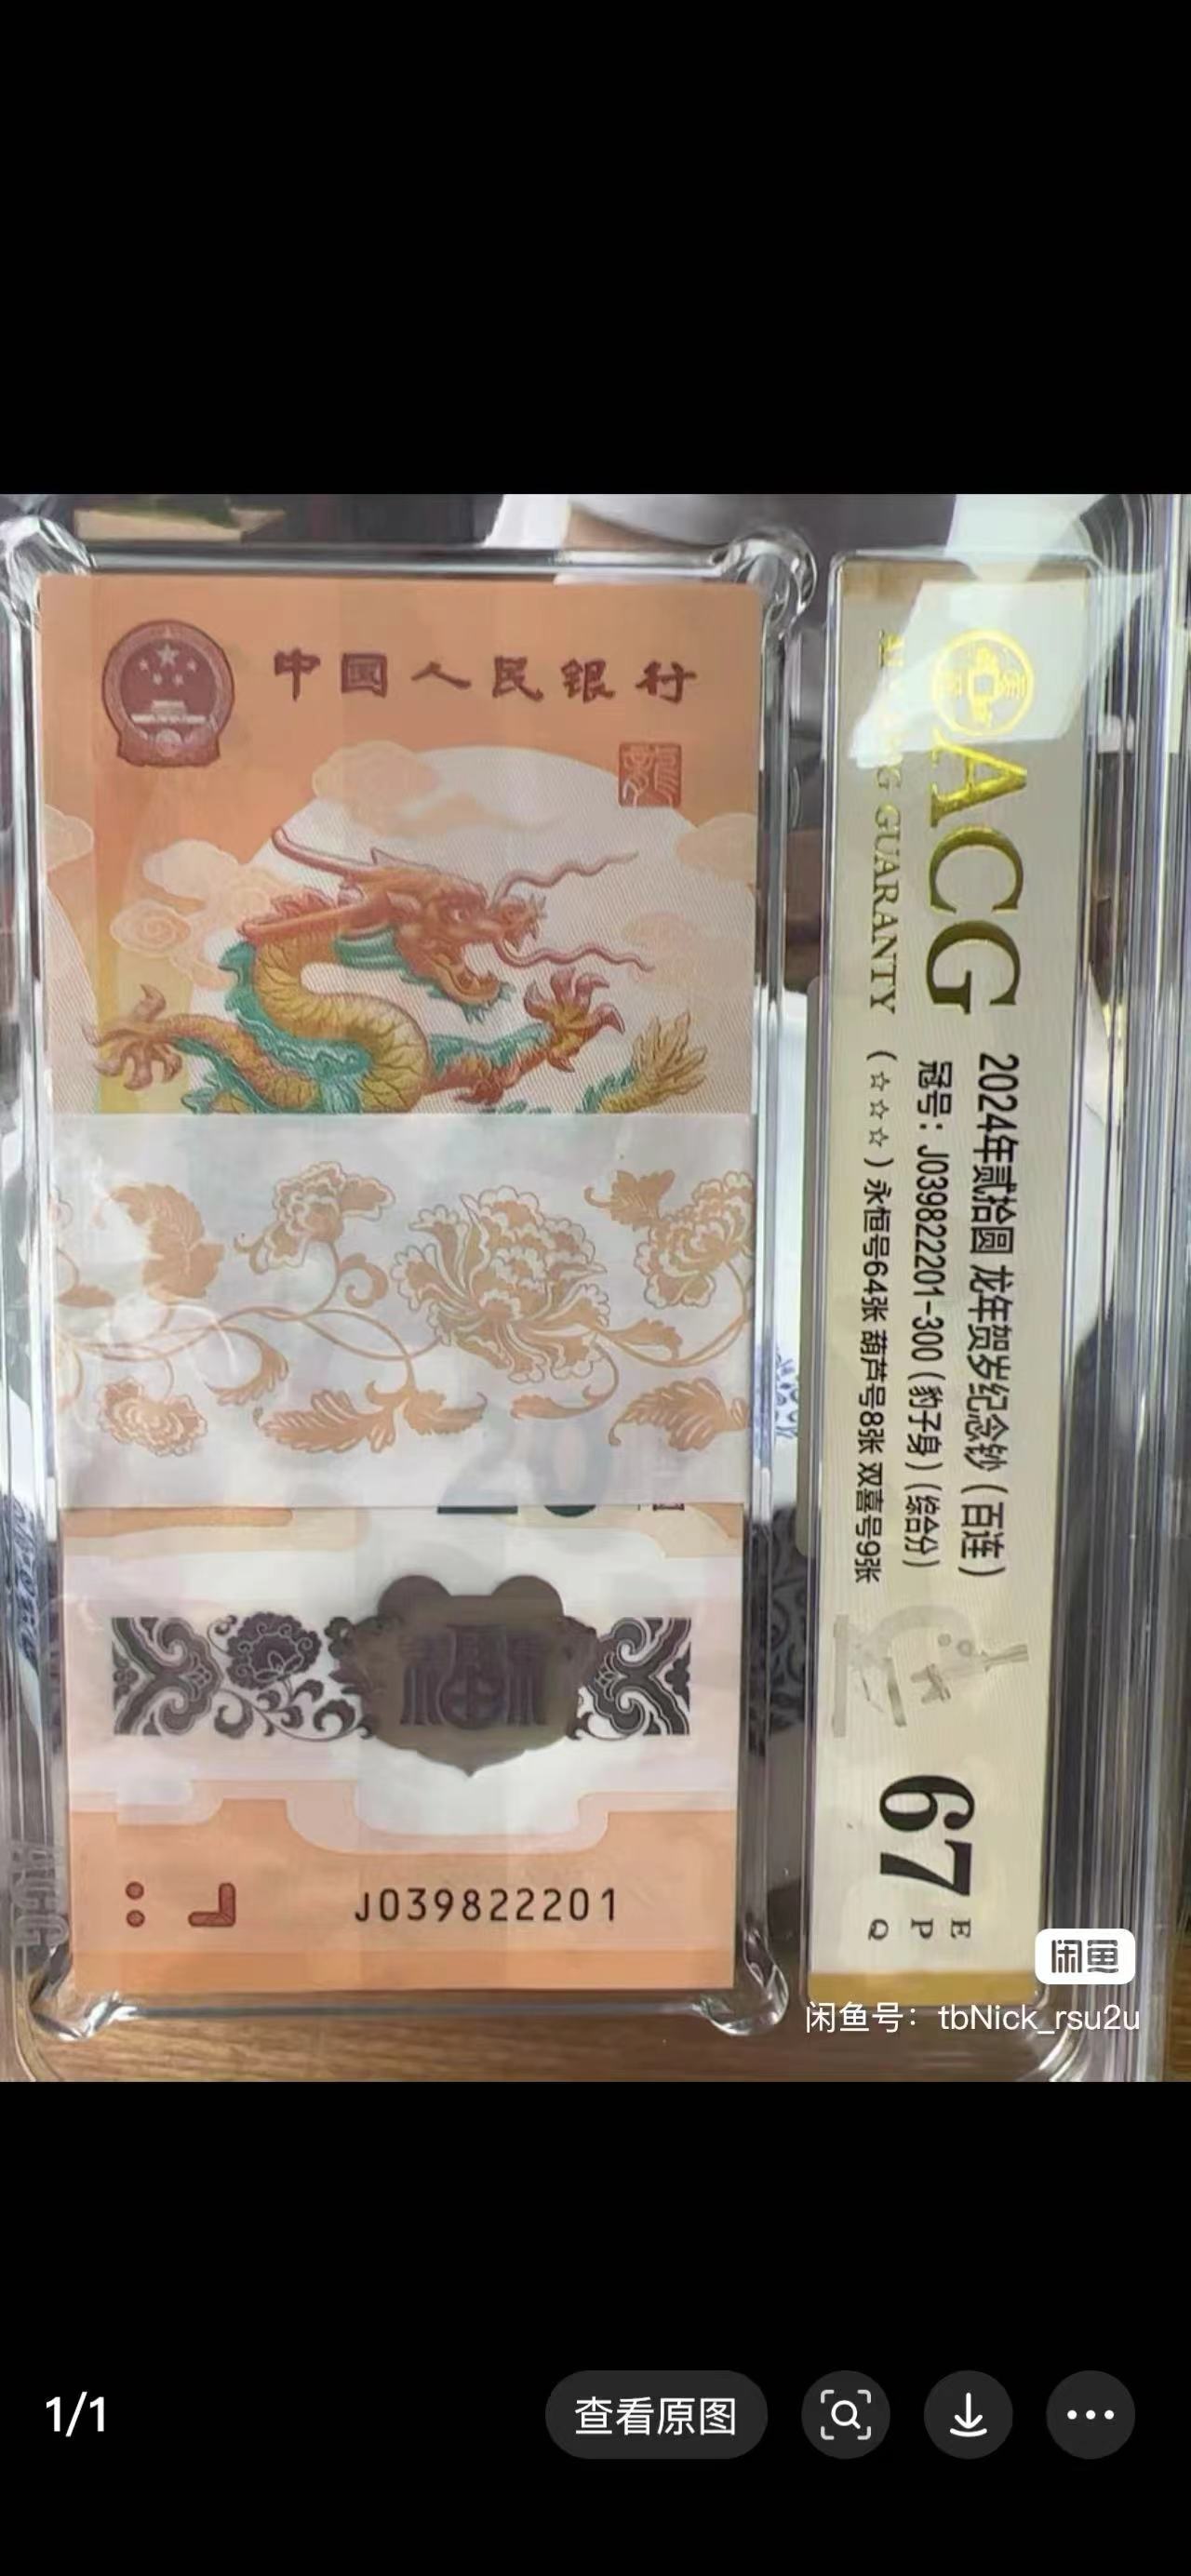 中国人民银行
龍
20
福
J039822201
ACG
GUARANTY
2024年贰拾圆 龙年贺岁纪念钞（百连）
冠号：J039822201-300（豹子身）（综合分）
（☆☆☆）永恒号64张 葫芦号8张 双喜号9张
67
E
P
Q
闲鱼
闲鱼号：tbNick_rsu2u
1/1
查看原图